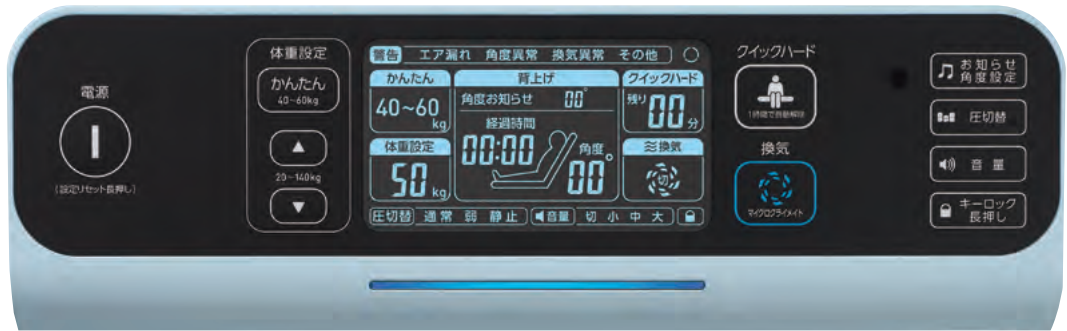 電源
(設定リセット長押し)
体重設定
かんたん
40~60kg
▲
20~140kg
▼
警告 エア漏れ 角度異常 換気異常 その他
かんたん
40~60
kg
体重設定
50 kg
背上げ
角度お知らせ 00°
経過時間
00:00
角度
00°
クイックハード
残り 00 分
換気
切
圧切替 通常 弱 静止
音量 切 小 中 大
クイックハード
1時間で自動解除
換気
マイクロクライメイト
お知らせ
角度設定
圧切替
音量
キーロック
長押し